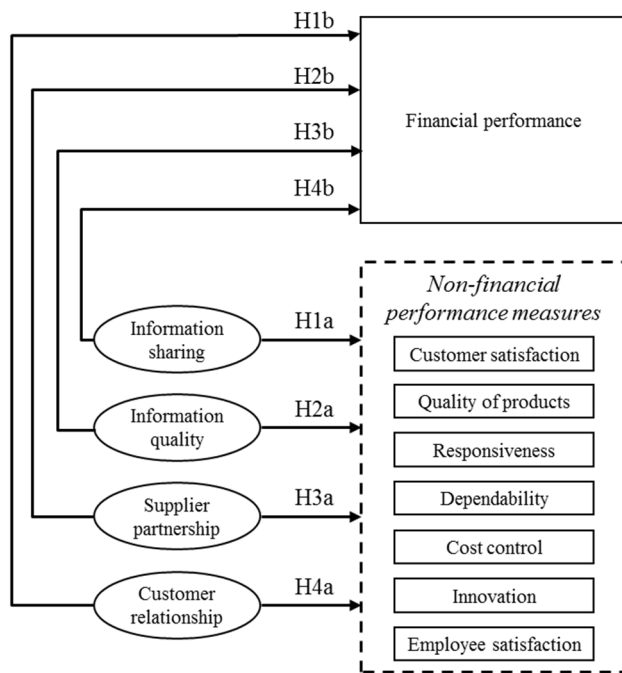 H1b
H2b
H3b
H4b
Financial performance
Non-financial
performance measures
Information
sharing
H1a
Customer satisfaction
Quality of products
Information
quality
H2a
Responsiveness
Supplier
partnership
H3a
Dependability
Cost control
Customer
relationship
H4a
Innovation
Employee satisfaction